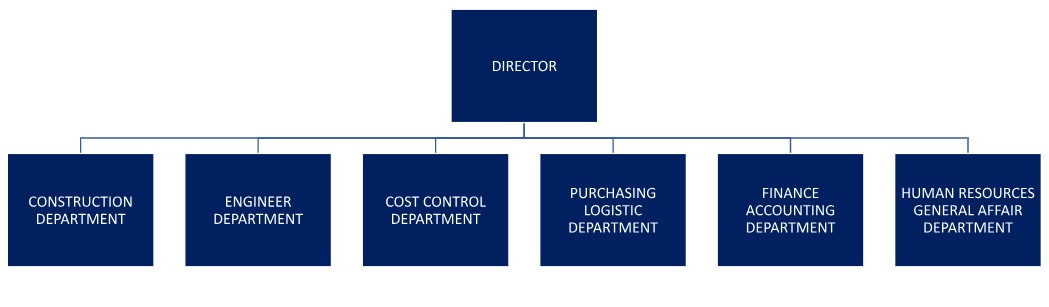 DIRECTOR
CONSTRUCTION
DEPARTMENT
ENGINEER
DEPARTMENT
COST CONTROL
DEPARTMENT
PURCHASING
LOGISTIC
DEPARTMENT
FINANCE
ACCOUNTING
DEPARTMENT
HUMAN RESOURCES
GENERAL AFFAIR
DEPARTMENT